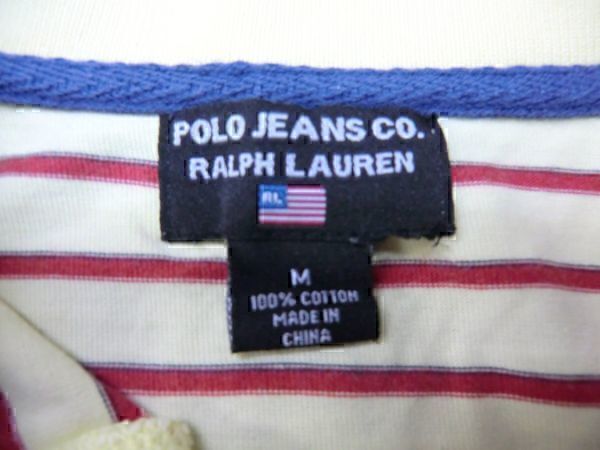 POLO JEANS CO.
RALPH LAUREN
RL
M
100% COTTON
MADE IN
CHINA